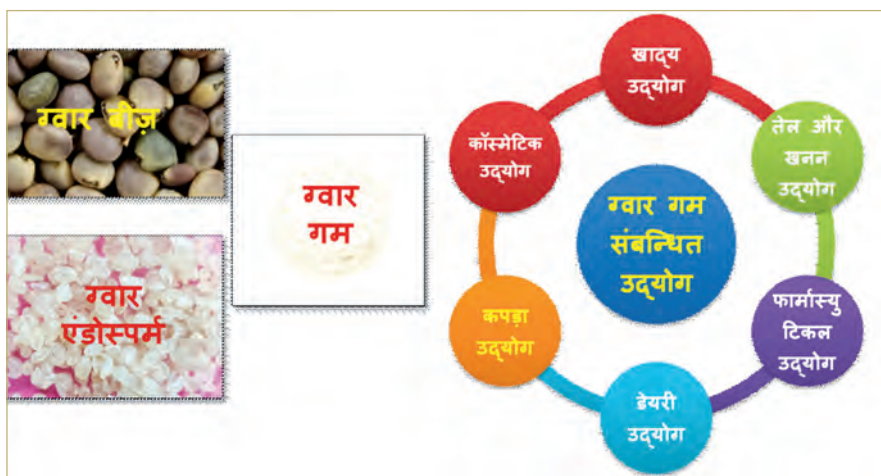 ग्वार बीज़
ग्वार
एंडोस्पर्म
ग्वार
गम
खाद्य
उद्योग
तेल और
खनन
उद्योग
फार्मास्यु
टिकल
उद्योग
डेयरी
उद्योग
कपड़ा
उद्योग
कॉस्मेटिक
उद्योग
ग्वार गम
संबन्धित
उद्योग